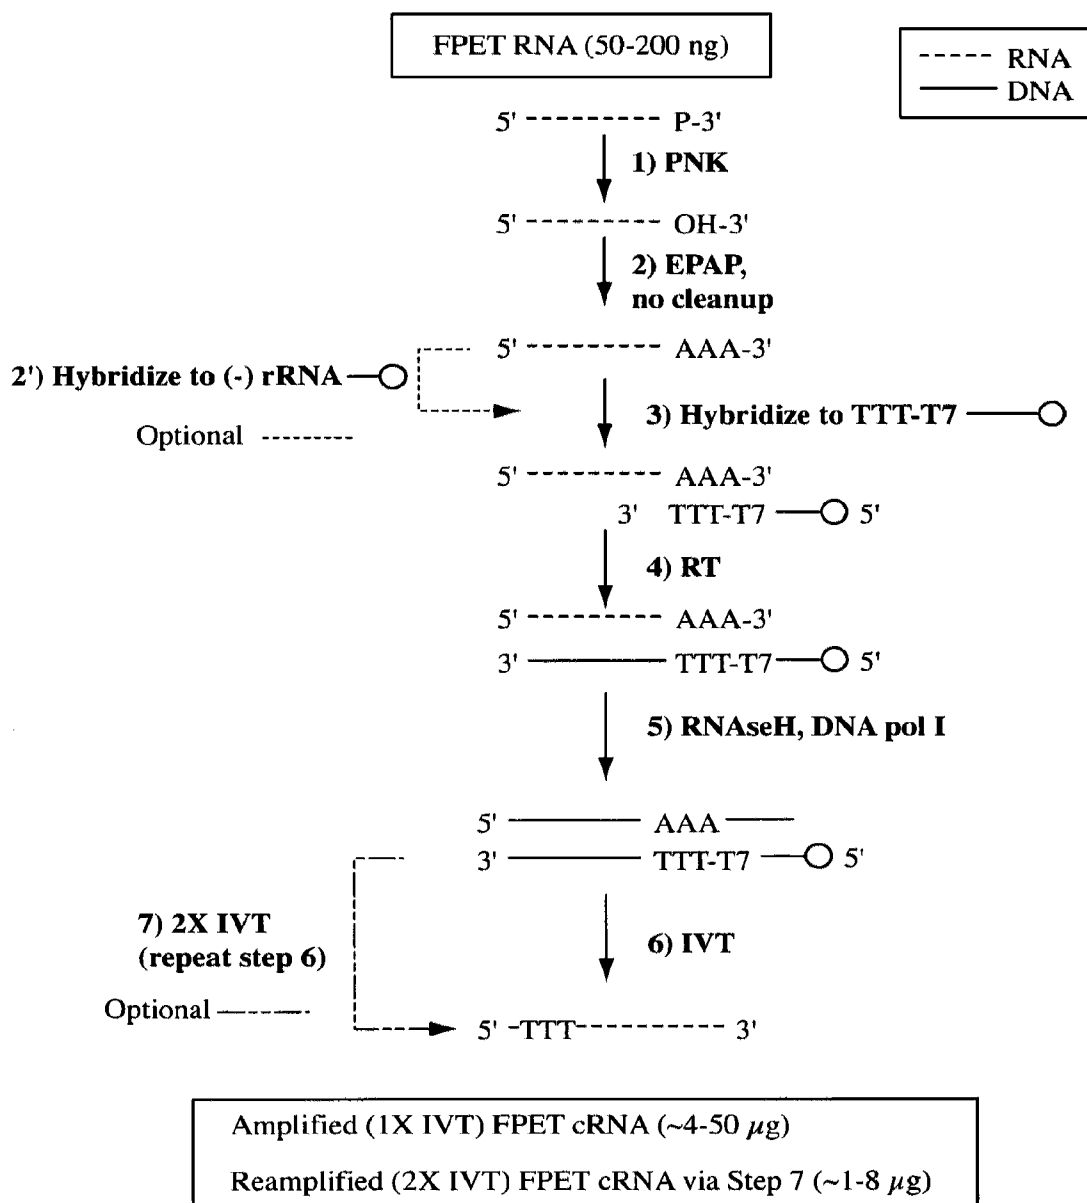 FPET RNA (50-200 ng)
RNA
DNA
5' P-3'
1) PNK
5' OH-3'
2) EPAP,
no cleanup
5' AAA-3'
2') Hybridize to (-) rRNA
3) Hybridize to TTT-T7
Optional
5' AAA-3'
3' TTT-T7 5'
4) RT
5' AAA-3'
3' TTT-T7 5'
5) RNAseH, DNA pol I
5' AAA
3' TTT-T7 5'
7) 2X IVT
(repeat step 6)
6) IVT
Optional
5' -TTT 3'
Amplified (1X IVT) FPET cRNA (~4-50 µg)
Reamplified (2X IVT) FPET cRNA via Step 7 (~1-8 µg)